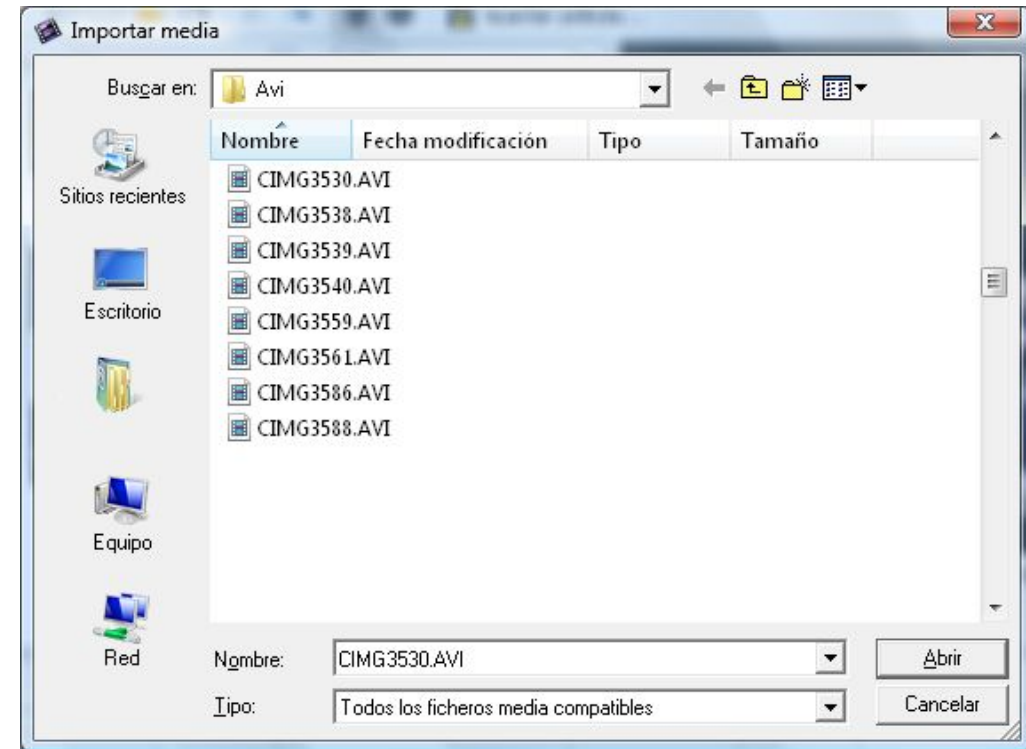 Importar media
Buscar en: Avi
Nombre Fecha modificación Tipo Tamaño
Sitios recientes
Escritorio
Equipo
Red
CIMG3530.AVI
CIMG3538.AVI
CIMG3539.AVI
CIMG3540.AVI
CIMG3559.AVI
CIMG3561.AVI
CIMG3586.AVI
CIMG3588.AVI
Nombre: CIMG3530.AVI Abrir
Tipo: Todos los ficheros media compatibles Cancelar